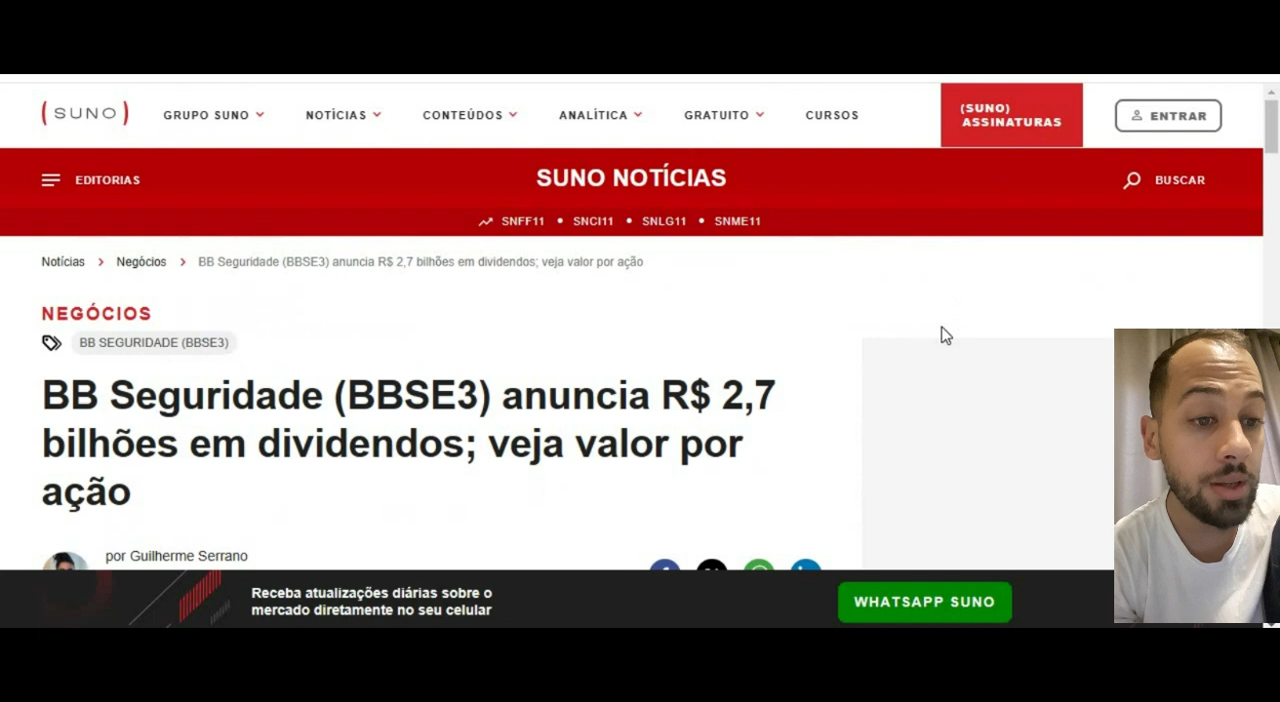 (SUNO)
GRUPO SUNO
NOTÍCIAS
CONTEÚDOS
ANALÍTICA
GRATUITO
CURSOS
(SUNO)
ASSINATURAS
ENTRAR
EDITORIAS
SUNO NOTÍCIAS
BUSCAR
SNFF11 • SNCI11 • SNLG11 • SNME11
Notícias > Negócios > BB Seguridade (BBSE3) anuncia R$ 2,7 bilhões em dividendos; veja valor por ação
NEGÓCIOS
BB SEGURIDADE (BBSE3)
BB Seguridade (BBSE3) anuncia R$ 2,7
bilhões em dividendos; veja valor por
ação
por Guilherme Serrano
Receba atualizações diárias sobre o
mercado diretamente no seu celular
WHATSAPP SUNO